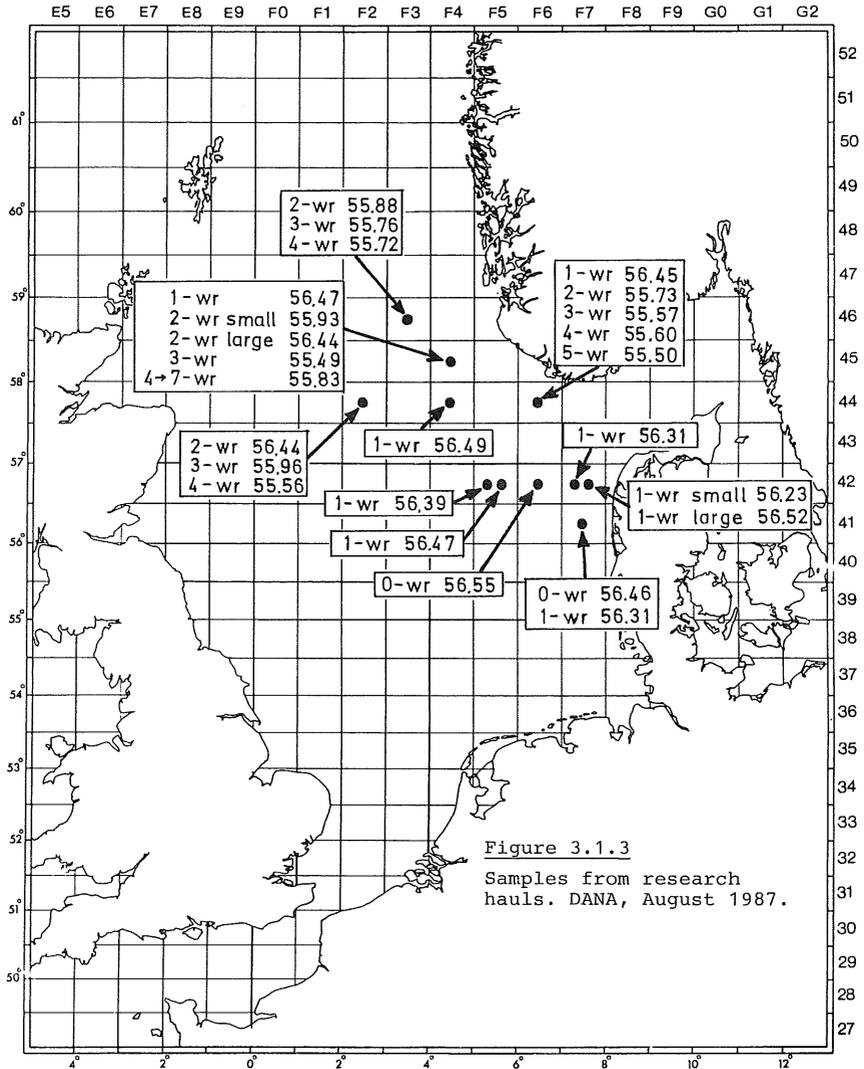 E5 E6 E7 E8 E9 F0 F1 F2 F3 F4 F5 F6 F7 F8 F9 G0 G1 G2
52
51
61°
50
49
2-wr 55.88
3-wr 55.76
4-wr 55.72
60°
48
1-wr 56.45
2-wr 55.73
3-wr 55.57
4-wr 55.60
5-wr 55.50
47
59°
1-wr 56.47
2-wr small 55.93
2-wr large 56.44
3-wr 55.49
4→7-wr 55.83
46
45
58°
44
1-wr 56.49
1-wr 56.31
43
2-wr 56,44
3-wr 55.96
4-wr 55.56
57°
42
1-wr 56,39
1-wr small 56.23
1-wr large 56.52
41
1-wr 56.47
56°
40
0-wr 56.55
0-wr 56.46
1-wr 56.31
39
55°
38
37
54°
36
35
53°
34
33
52°
Figure 3.1.3
32
Samples from research
hauls. DANA, August 1987.
31
51°
30
29
50°
28
27
4° 2° 0° 2° 4° 6° 8° 10° 12°